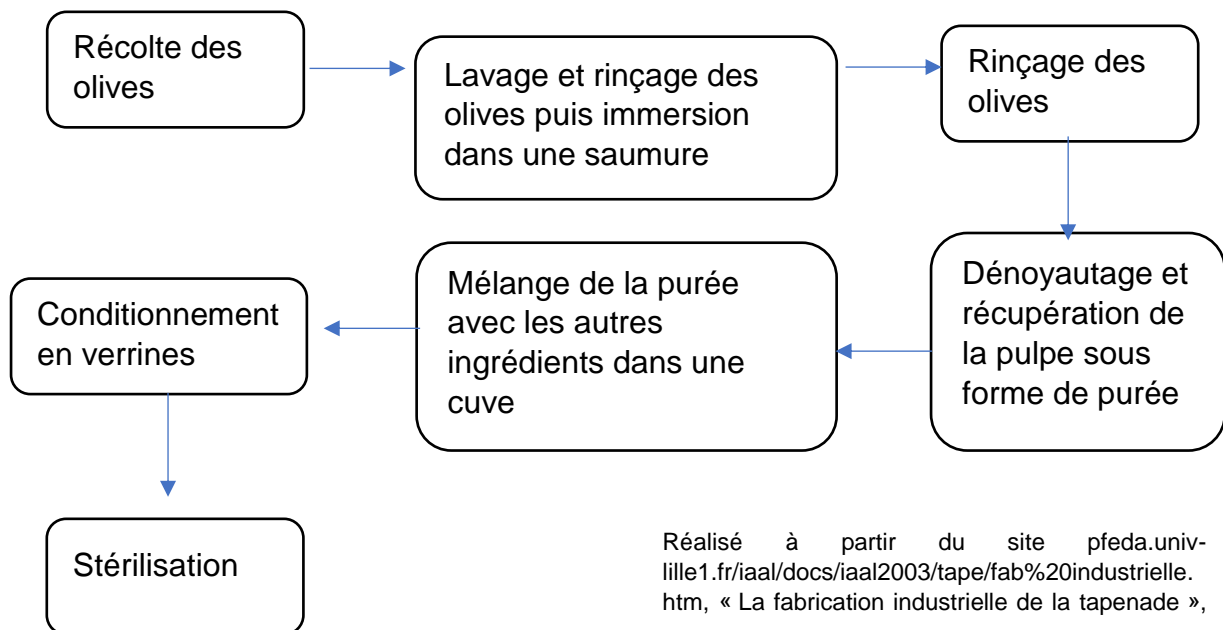 Récolte des
olives
Lavage et rinçage des
olives puis immersion
dans une saumure
Rinçage des
olives
Dénoyautage et
récupération de
la pulpe sous
forme de purée
Mélange de la purée
avec les autres
ingrédients dans une
cuve
Conditionnement
en verrines
Stérilisation
Réalisé à partir du site pfeda.univ-
lille1.fr/iaal/docs/iaal2003/tape/fab%20industrielle.
htm, « La fabrication industrielle de la tapenade »,